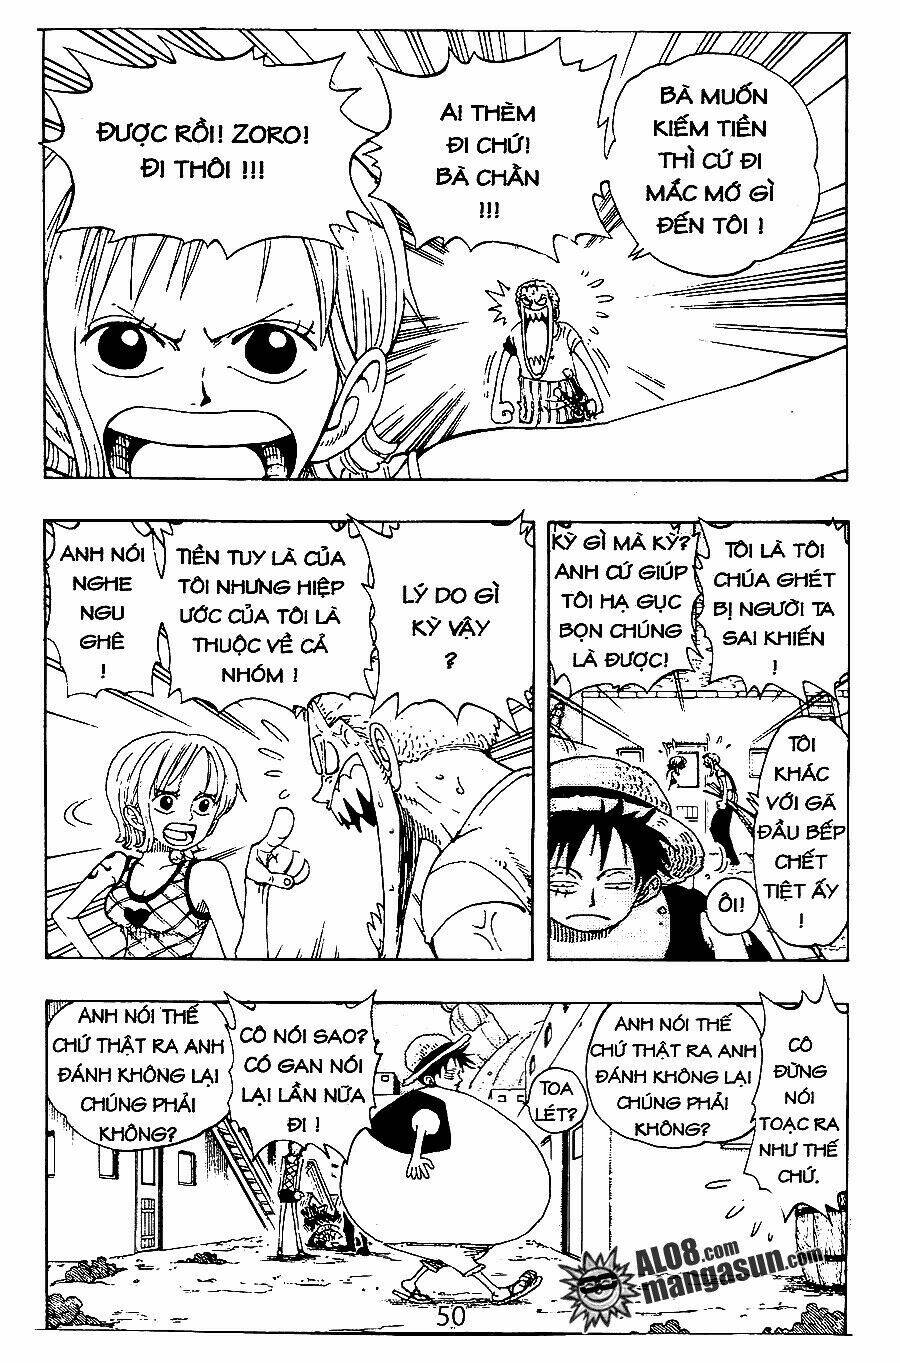 BÀ MUỐN
KIẾM TIỀN
THÌ CỨ ĐI
MẮC MỚ GÌ
ĐẾN TÔI !
AI THÈM
ĐI CHỨ!
BÀ CHẰN
!!!
ĐƯỢC RỒI! ZORO!
ĐI THÔI !!!
TÔI LÀ TÔI
CHÚA GHÉT
BỊ NGƯỜI TA
SAI KHIẾN
!
KỲ GÌ MÀ KỲ?
ANH CỨ GIÚP
TÔI HẠ GỤC
BỌN CHÚNG
LÀ ĐƯỢC!
TÔI
KHÁC
VỚI GÃ
ĐẦU BẾP
CHẾT
TIỆT ẤY
!
ÔI!
LÝ DO GÌ
KỲ VẬY
?
TIỀN TUY LÀ CỦA
TÔI NHƯNG HIỆP
ƯỚC CỦA TÔI LÀ
THUỘC VỀ CẢ
NHÓM !
ANH NÓI
NGHE
NGU
GHÊ
!
CÔ
ĐỪNG
NÓI
TOẠC RA
NHƯ THẾ
CHỨ.
ANH NÓI THẾ
CHỨ THẬT RA ANH
ĐÁNH KHÔNG LẠI
CHÚNG PHẢI
KHÔNG?
TOA
LÉT?
CÔ NÓI SAO?
CÓ GAN NÓI
LẠI LẦN NỮA
ĐI !
ANH NÓI THẾ
CHỨ THẬT RA ANH
ĐÁNH KHÔNG LẠI
CHÚNG PHẢI
KHÔNG?
ALO8.com
mangasun.com
50